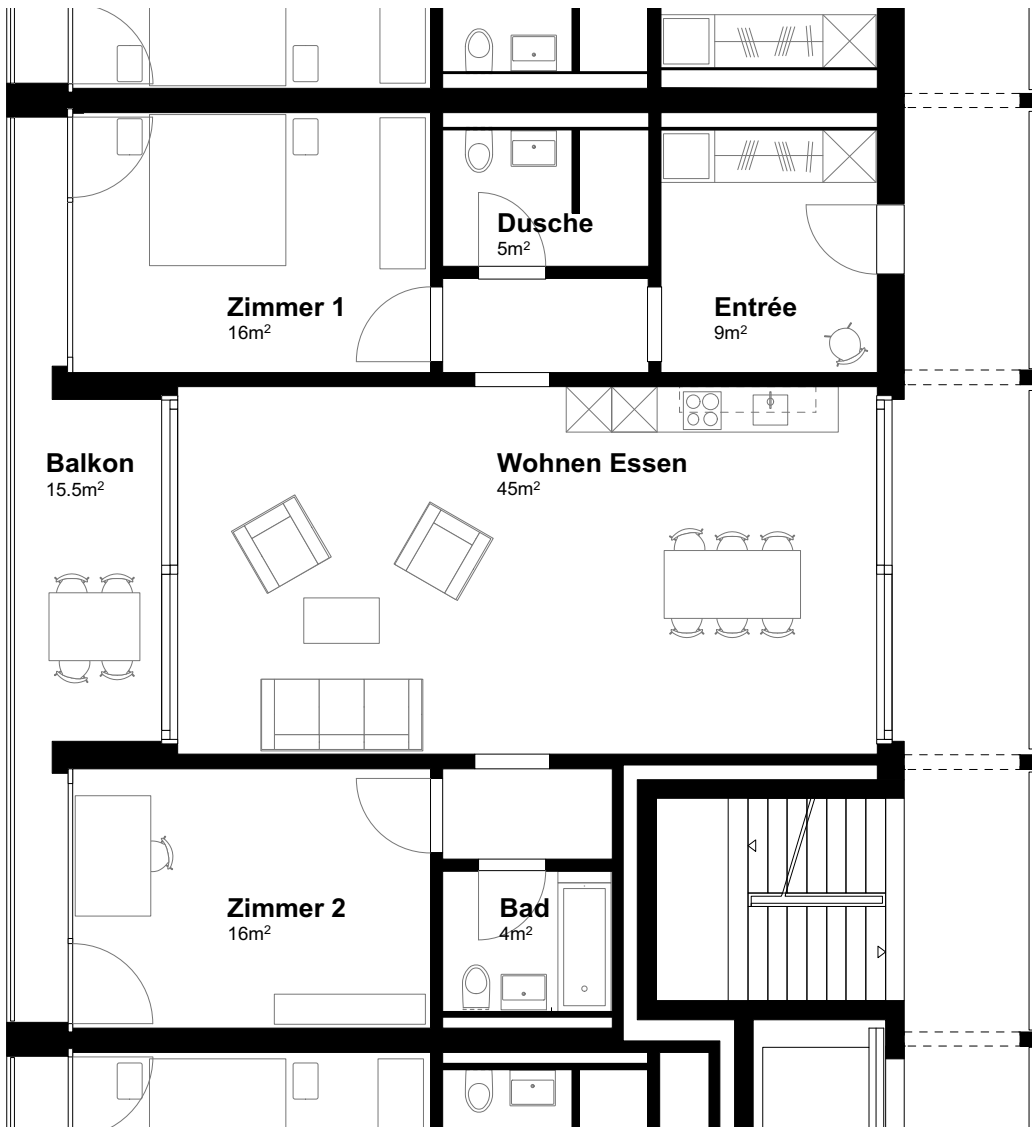 Dusche
5m²
Zimmer 1
16m²
Entrée
9m²
Balkon
15.5m²
Wohnen Essen
45m²
Zimmer 2
16m²
Bad
4m²